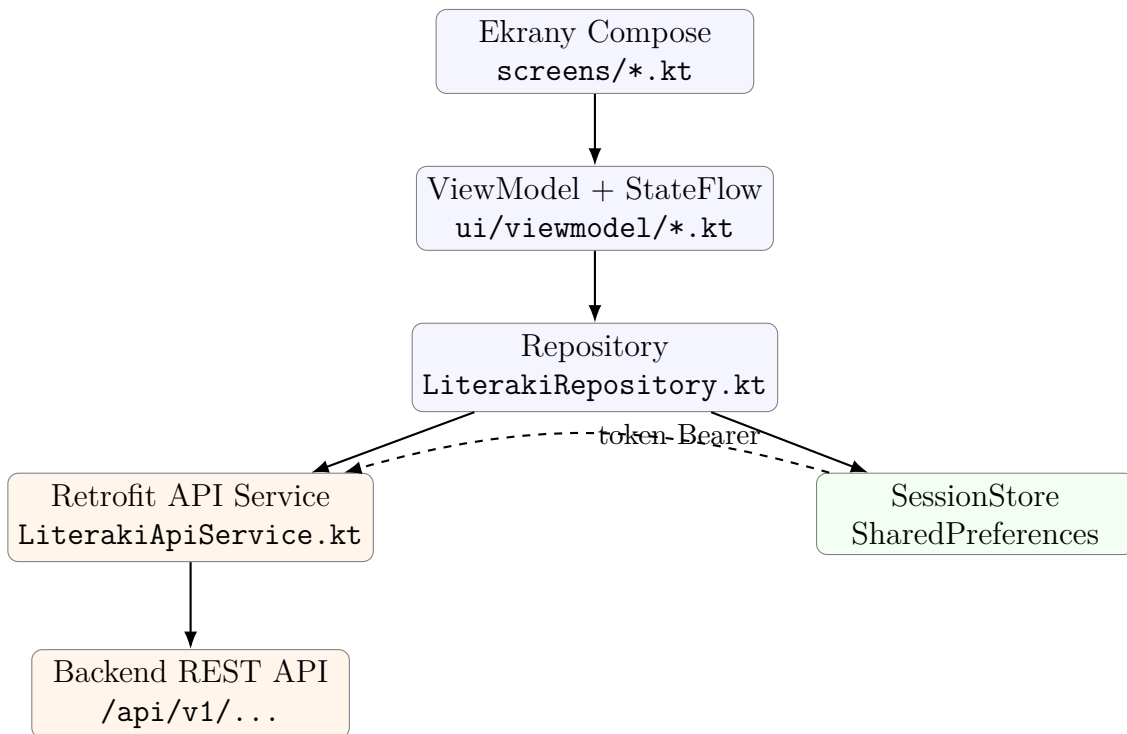 Ekrany Compose
screens/*.kt
ViewModel + StateFlow
ui/viewmodel/*.kt
Repository
LiterakiRepository.kt
token Bearer
Retrofit API Service
LiterakiApiService.kt
SessionStore
SharedPreferences
Backend REST API
/api/v1/...